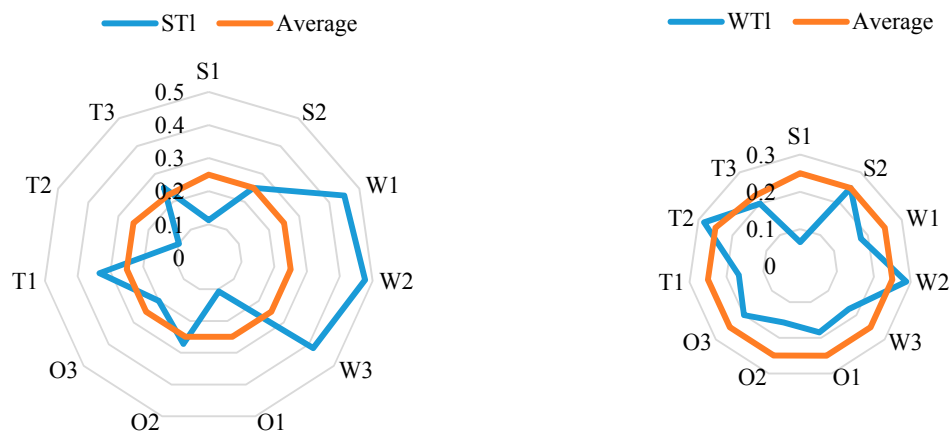 STl Average
S1
S2
W1
W2
W3
O1
O2
O3
T1
T2
T3
0.5
0.4
0.3
0.2
0.1
0
WTl Average
S1
S2
W1
W2
W3
O1
O2
O3
T1
T2
T3
0.3
0.2
0.1
0